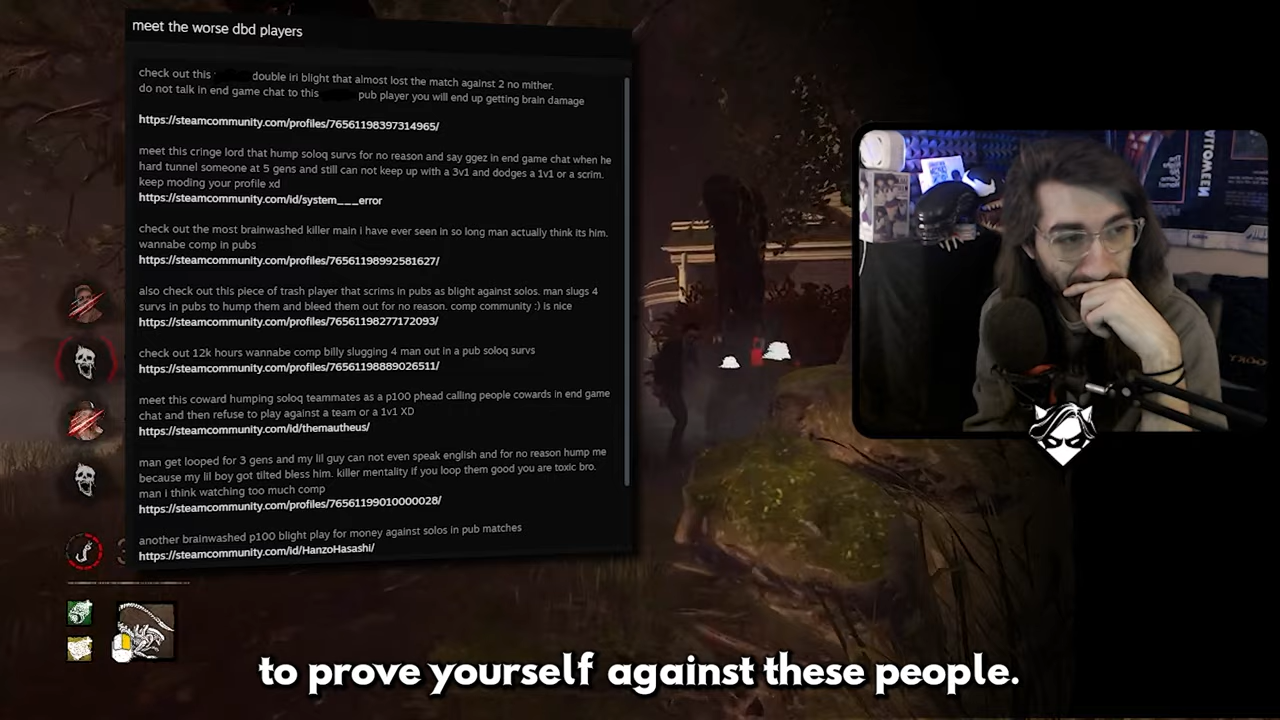 meet the worse dbd players
check out this double iri blight that almost lost the match against 2 no mither.
do not talk in end game chat to this pub player you will end up getting brain damage
https://steamcommunity.com/profiles/76561198397314965/
meet this cringe lord that hump soloq survs for no reason and say ggez in end game chat when he
hard tunnel someone at 5 gens and still can not keep up with a 3v1 and dodges a 1v1 or a scrim.
keep moding your profile xd
https://steamcommunity.com/id/system___error
check out the most brainwashed killer main i have ever seen in so long man actually think its him.
wannabe comp in pubs
https://steamcommunity.com/profiles/76561198992581627/
also check out this piece of trash player that scrims in pubs as blight against solos. man slugs 4
survs in pubs to hump them and bleed them out for no reason. comp community :) is nice
https://steamcommunity.com/profiles/76561198277172093/
check out 12k hours wannabe comp billy slugging 4 man out in a pub soloq survs
https://steamcommunity.com/profiles/76561198889026511/
meet this coward humping soloq teammates as a p100 phead calling people cowards in end game
chat and then refuse to play against a team or a 1v1 XD
https://steamcommunity.com/id/themautheus/
man get looped for 3 gens and my lil guy can not even speak english and for no reason hump me
because my lil boy got tilted bless him. killer mentality if you loop them good you are toxic bro.
man i think watching too much comp
https://steamcommunity.com/profiles/76561199010000028/
another brainwashed p100 blight play for money against solos in pub matches
https://steamcommunity.com/id/HanzoHasashi/
HALLOWEEN
to prove yourself against these people.